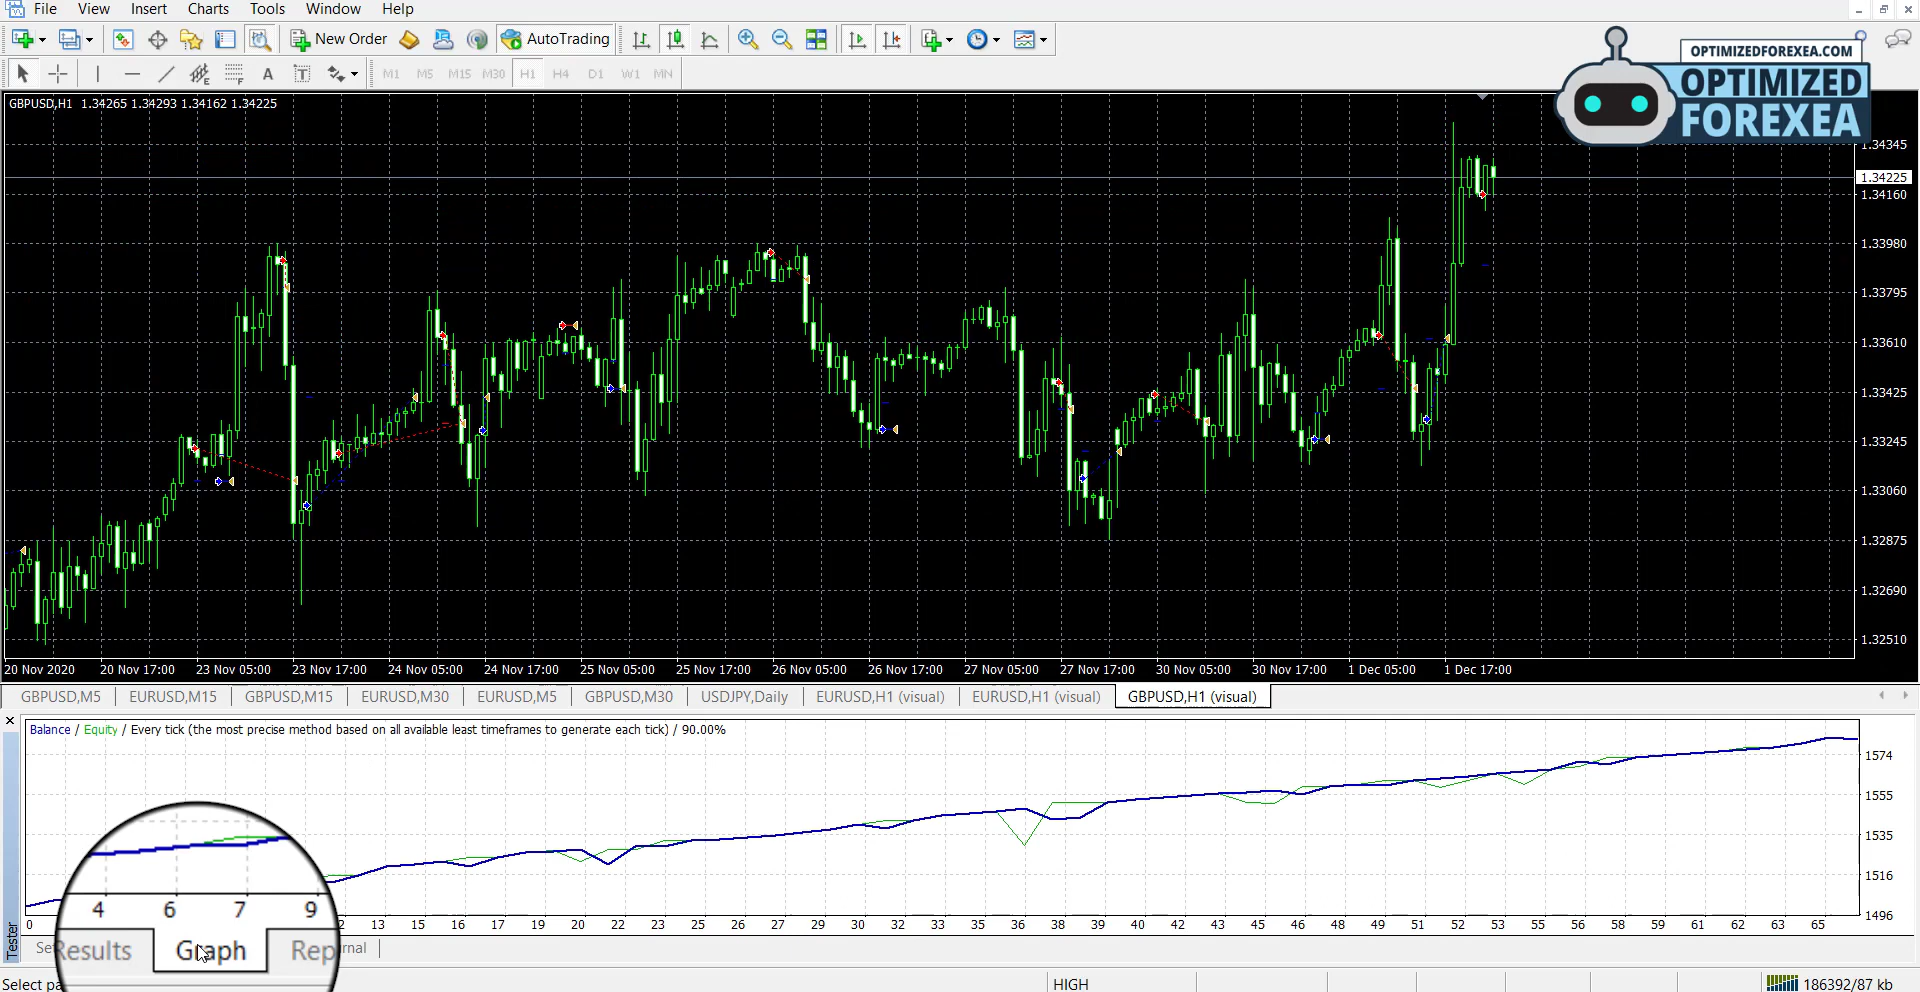 File View Insert Charts Tools Window Help
OPTIMIZEDFOREXEA.COM
OPTIMIZED
FOREXEA
New Order AutoTrading
A T M1 M5 M15 M30 H1 H4 D1 W1 MN
GBPUSD,H1 1.34265 1.34293 1.34162 1.34225
1.34345
1.34225
1.34160
1.33980
1.33795
1.33610
1.33425
1.33245
1.33060
1.32875
1.32690
1.32510
20 Nov 2020 20 Nov 17:00 23 Nov 05:00 23 Nov 17:00 24 Nov 05:00 24 Nov 17:00 25 Nov 05:00 25 Nov 17:00 26 Nov 05:00 26 Nov 17:00 27 Nov 05:00 27 Nov 17:00 30 Nov 05:00 30 Nov 17:00 1 Dec 05:00 1 Dec 17:00
GBPUSD,M5 EURUSD,M15 GBPUSD,M15 EURUSD,M30 EURUSD,M5 GBPUSD,M30 USDJPY,Daily EURUSD,H1 (visual) EURUSD,H1 (visual) GBPUSD,H1 (visual)
Balance / Equity / Every tick (the most precise method based on all available least timeframes to generate each tick) / 90.00%
1574
1555
1535
1516
1496
4 6 7 9
0 2 13 15 17 19 20 22 23 25 27 29 30 32 33 35 36 37 39 40 42 43 45 46 48 49 51 52 53 55 56 58 59 61 62 63 65
Tester
Se Results Graph Rep rnal
Select pa HIGH 186392/87 kb